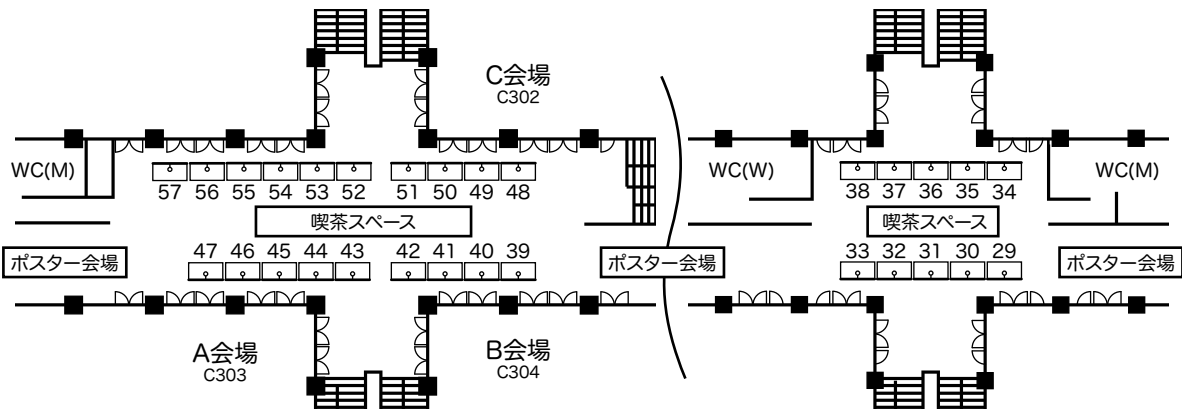 C会場
C302
WC(M)
57 56 55 54 53 52 51 50 49 48
喫茶スペース
ポスター会場
47 46 45 44 43 42 41 40 39
ポスター会場
A会場
C303
B会場
C304
WC(W)
38 37 36 35 34
WC(M)
喫茶スペース
33 32 31 30 29
ポスター会場